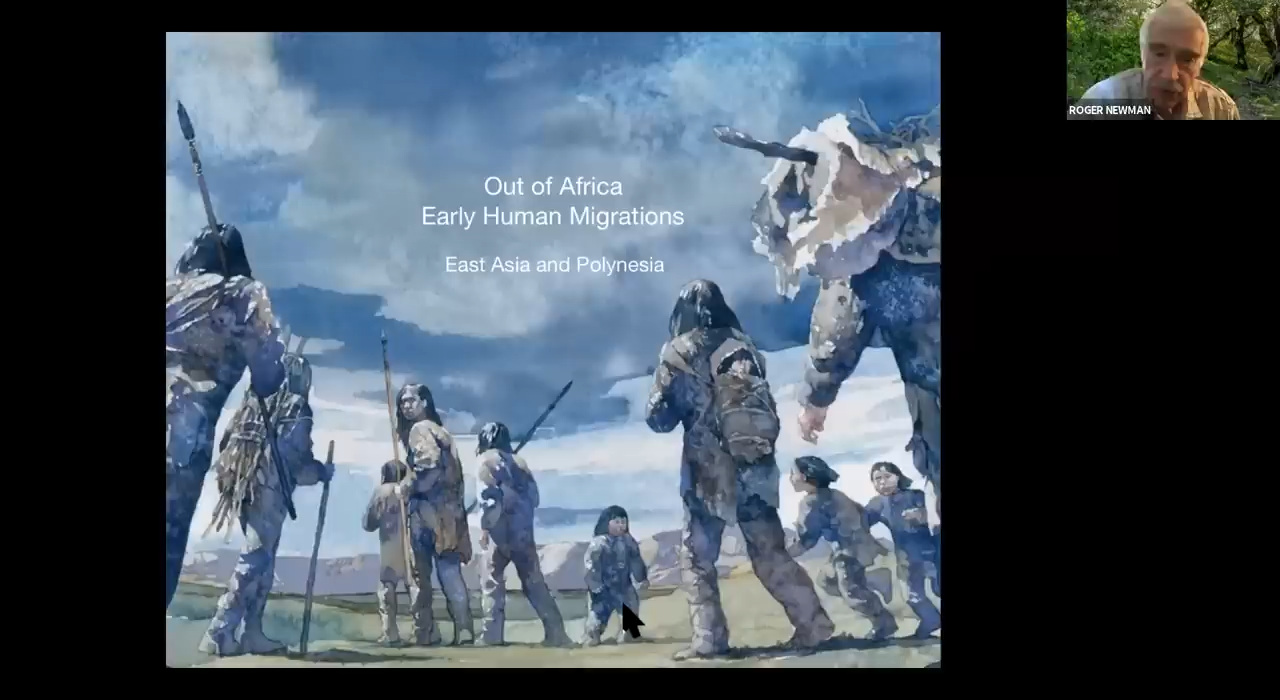 Out of Africa
Early Human Migrations
East Asia and Polynesia
ROGER NEWMAN